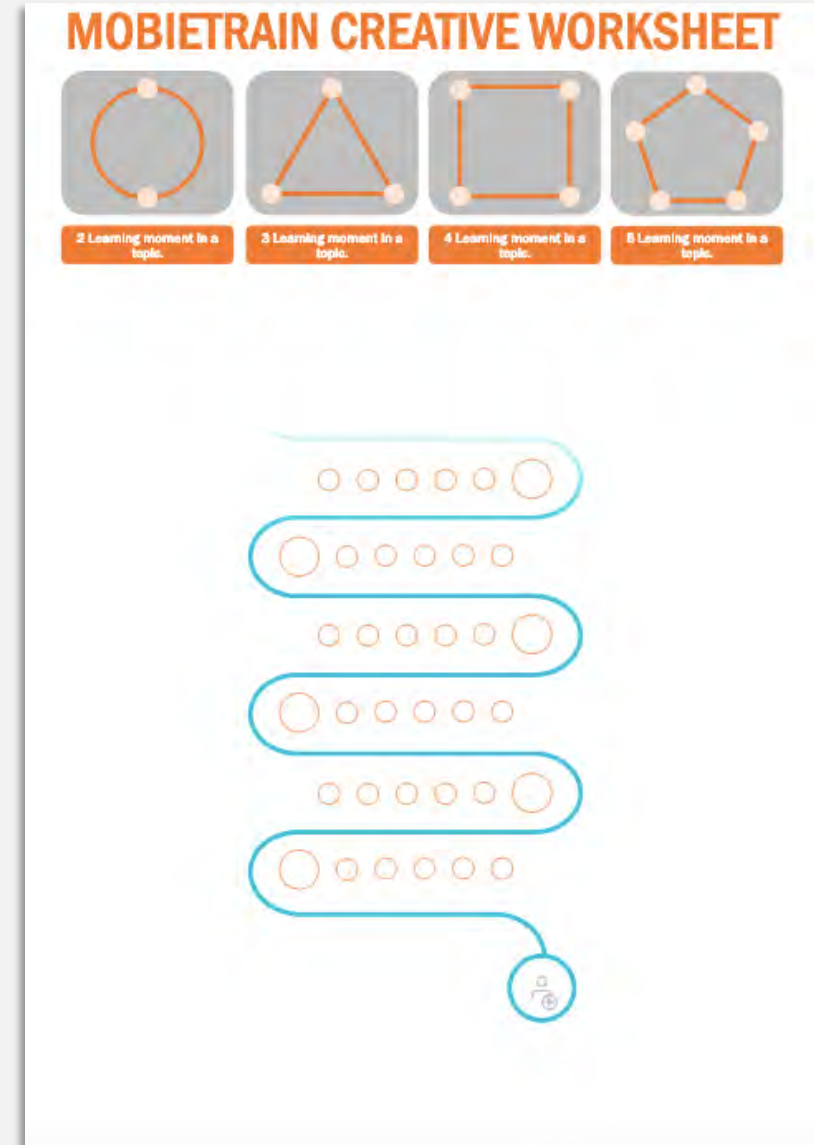 MOBIETRAIN CREATIVE WORKSHEET
2 Learning moment in a
topic.
3 Learning moment in a
topic.
4 Learning moment in a
topic.
5 Learning moment in a
topic.